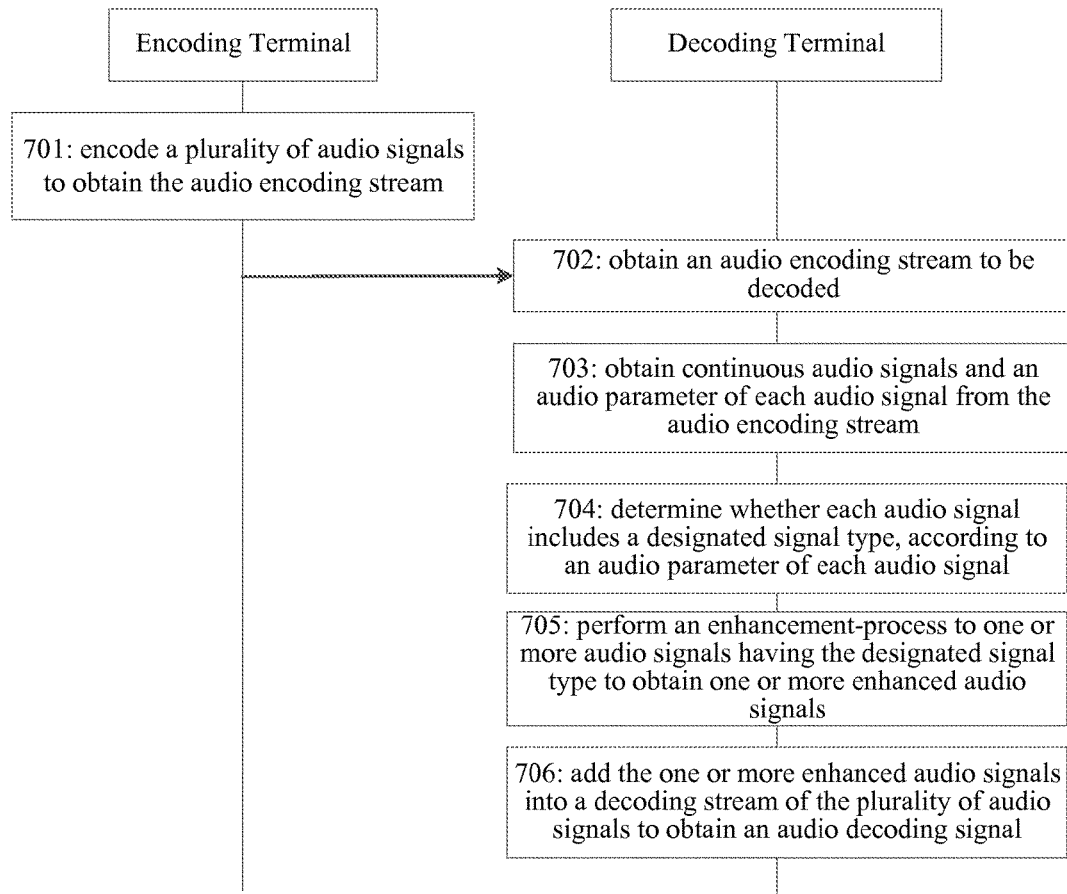 Encoding Terminal
Decoding Terminal
701: encode a plurality of audio signals
to obtain the audio encoding stream
702: obtain an audio encoding stream to be
decoded
703: obtain continuous audio signals and an
audio parameter of each audio signal from the
audio encoding stream
704: determine whether each audio signal
includes a designated signal type, according to
an audio parameter of each audio signal
705: perform an enhancement-process to one or
more audio signals having the designated signal
type to obtain one or more enhanced audio
signals
706: add the one or more enhanced audio signals
into a decoding stream of the plurality of audio
signals to obtain an audio decoding signal